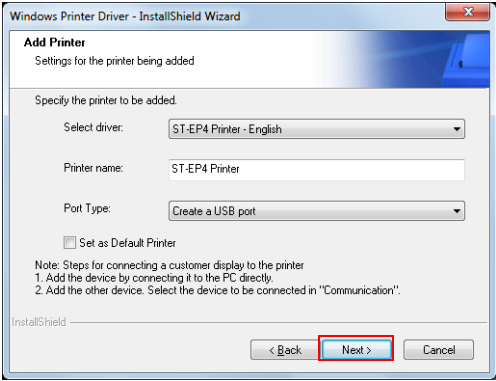 Windows Printer Driver - InstallShield Wizard
Add Printer
Settings for the printer being added
Specify the printer to be added.
Select driver: ST-EP4 Printer - English
Printer name: ST-EP4 Printer
Port Type: Create a USB port
Set as Default Printer
Note: Steps for connecting a customer display to the printer
1. Add the device by connecting it to the PC directly.
2. Add the other device. Select the device to be connected in "Communication".
InstallShield
< Back Next > Cancel